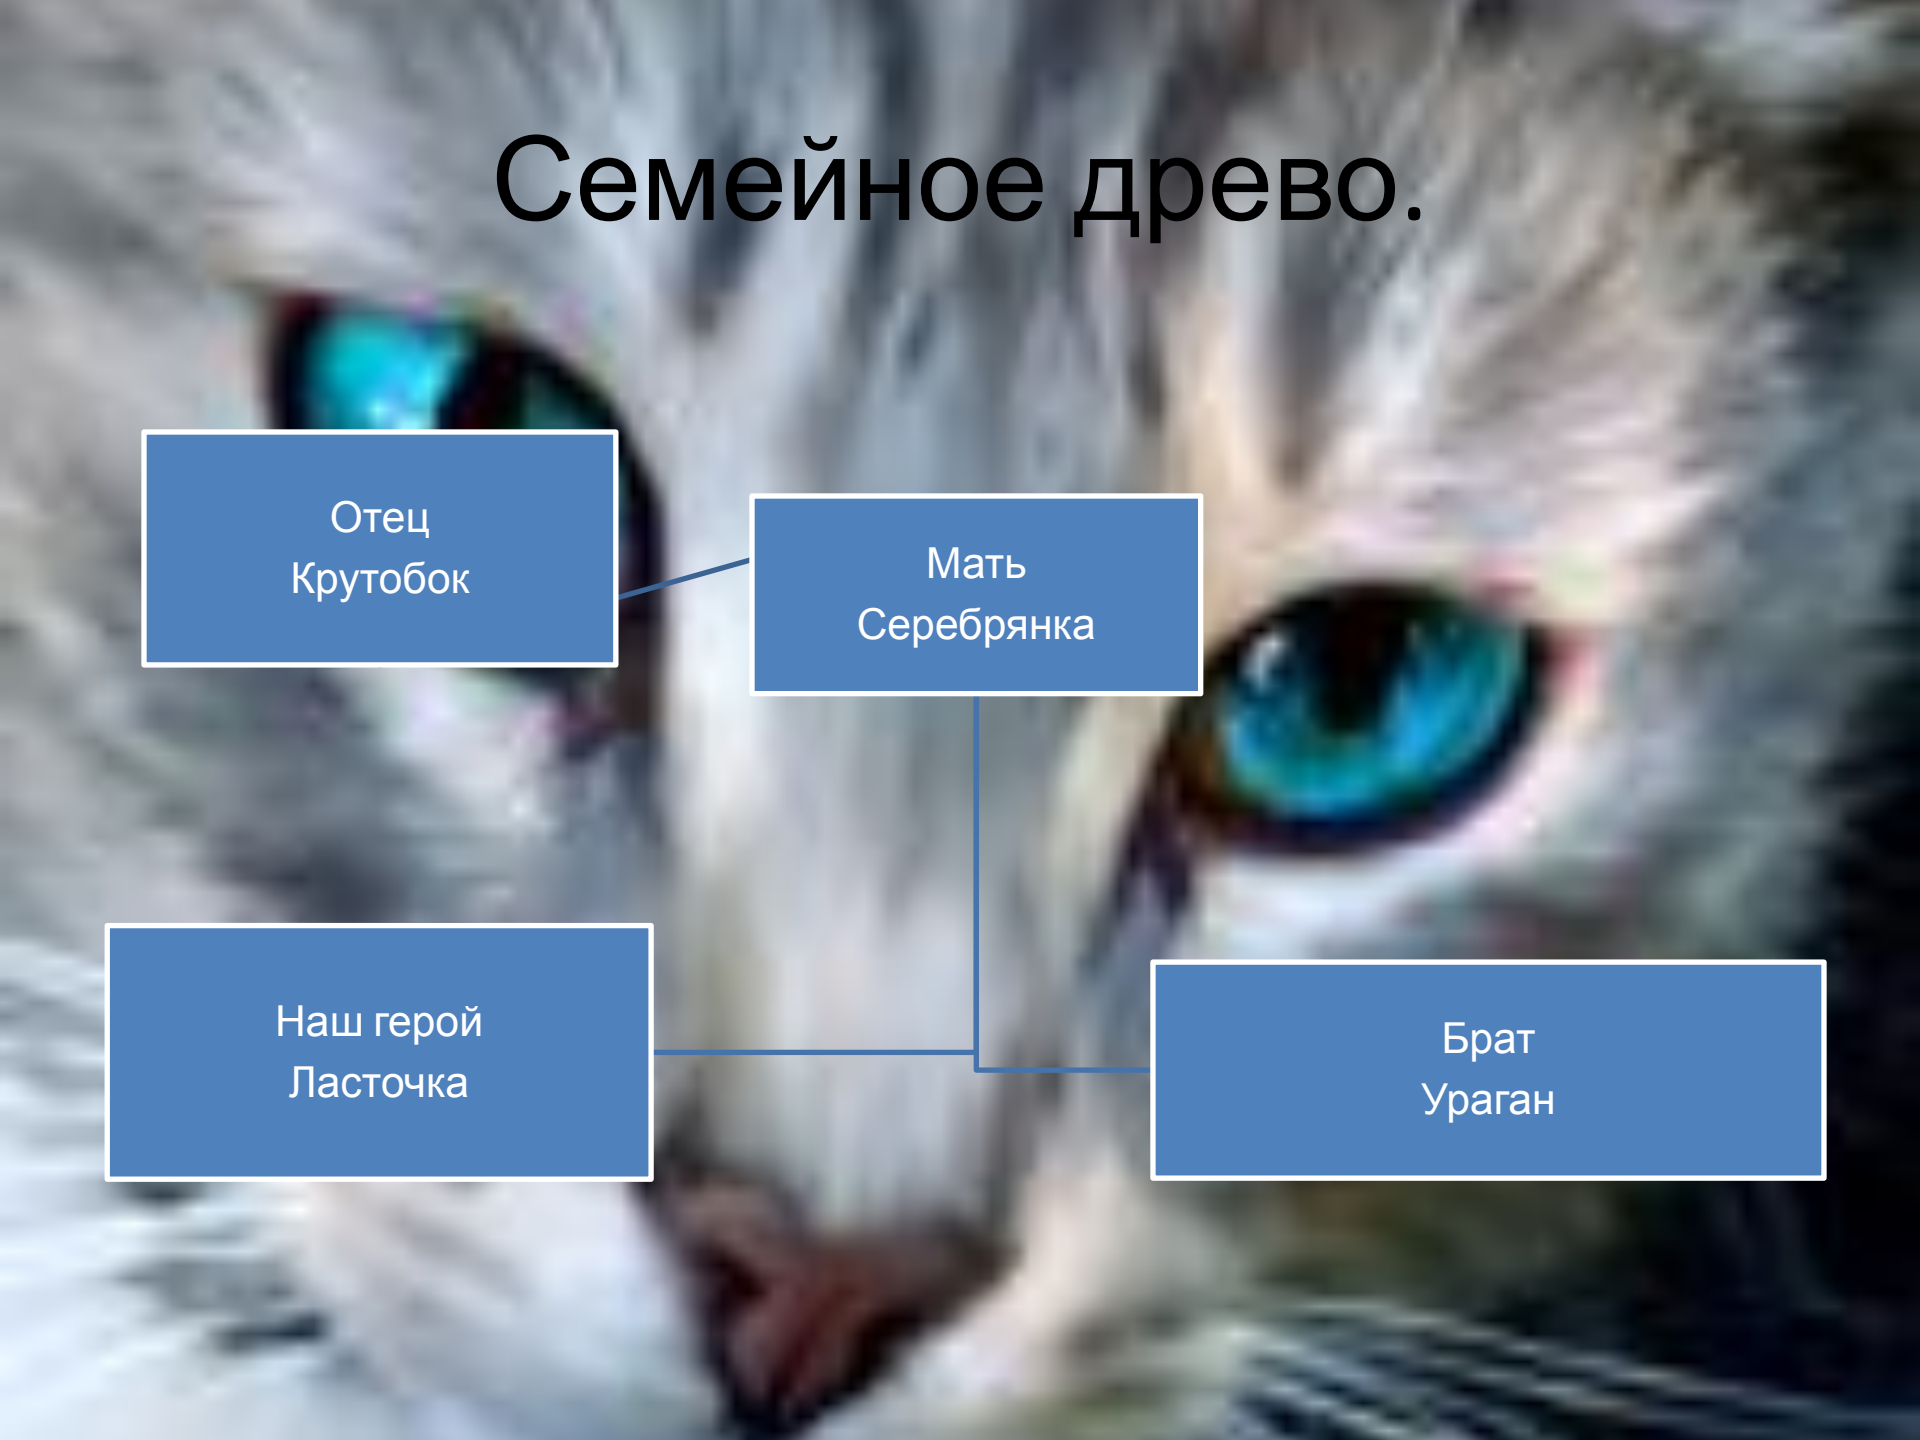 Семейное древо.
Отец
Крутобок
Мать
Серебрянка
Наш герой
Ласточка
Брат
Ураган